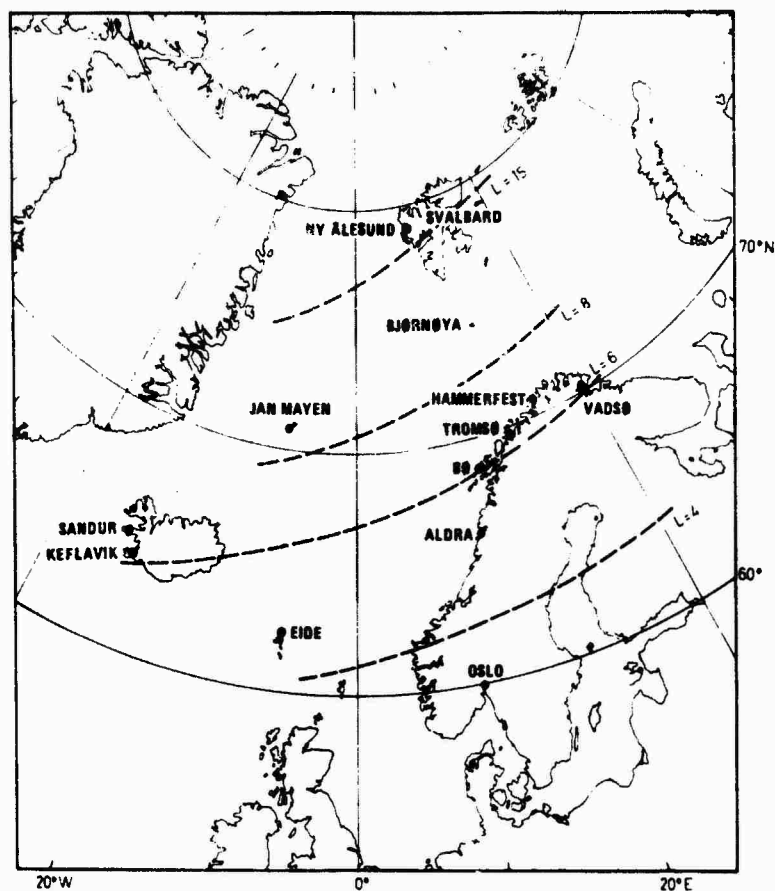 L = 15
SVALBARD
NY ÅLESUND
70°N
L = 8
BJØRNØYA
L = 6
HAMMERFEST
JAN MAYEN
VADSØ
TROMSØ
BØ
L = 4
SANDUR
ALDRA
KEFLAVIK
60°
EIDE
OSLO
20°W
0°
20°E